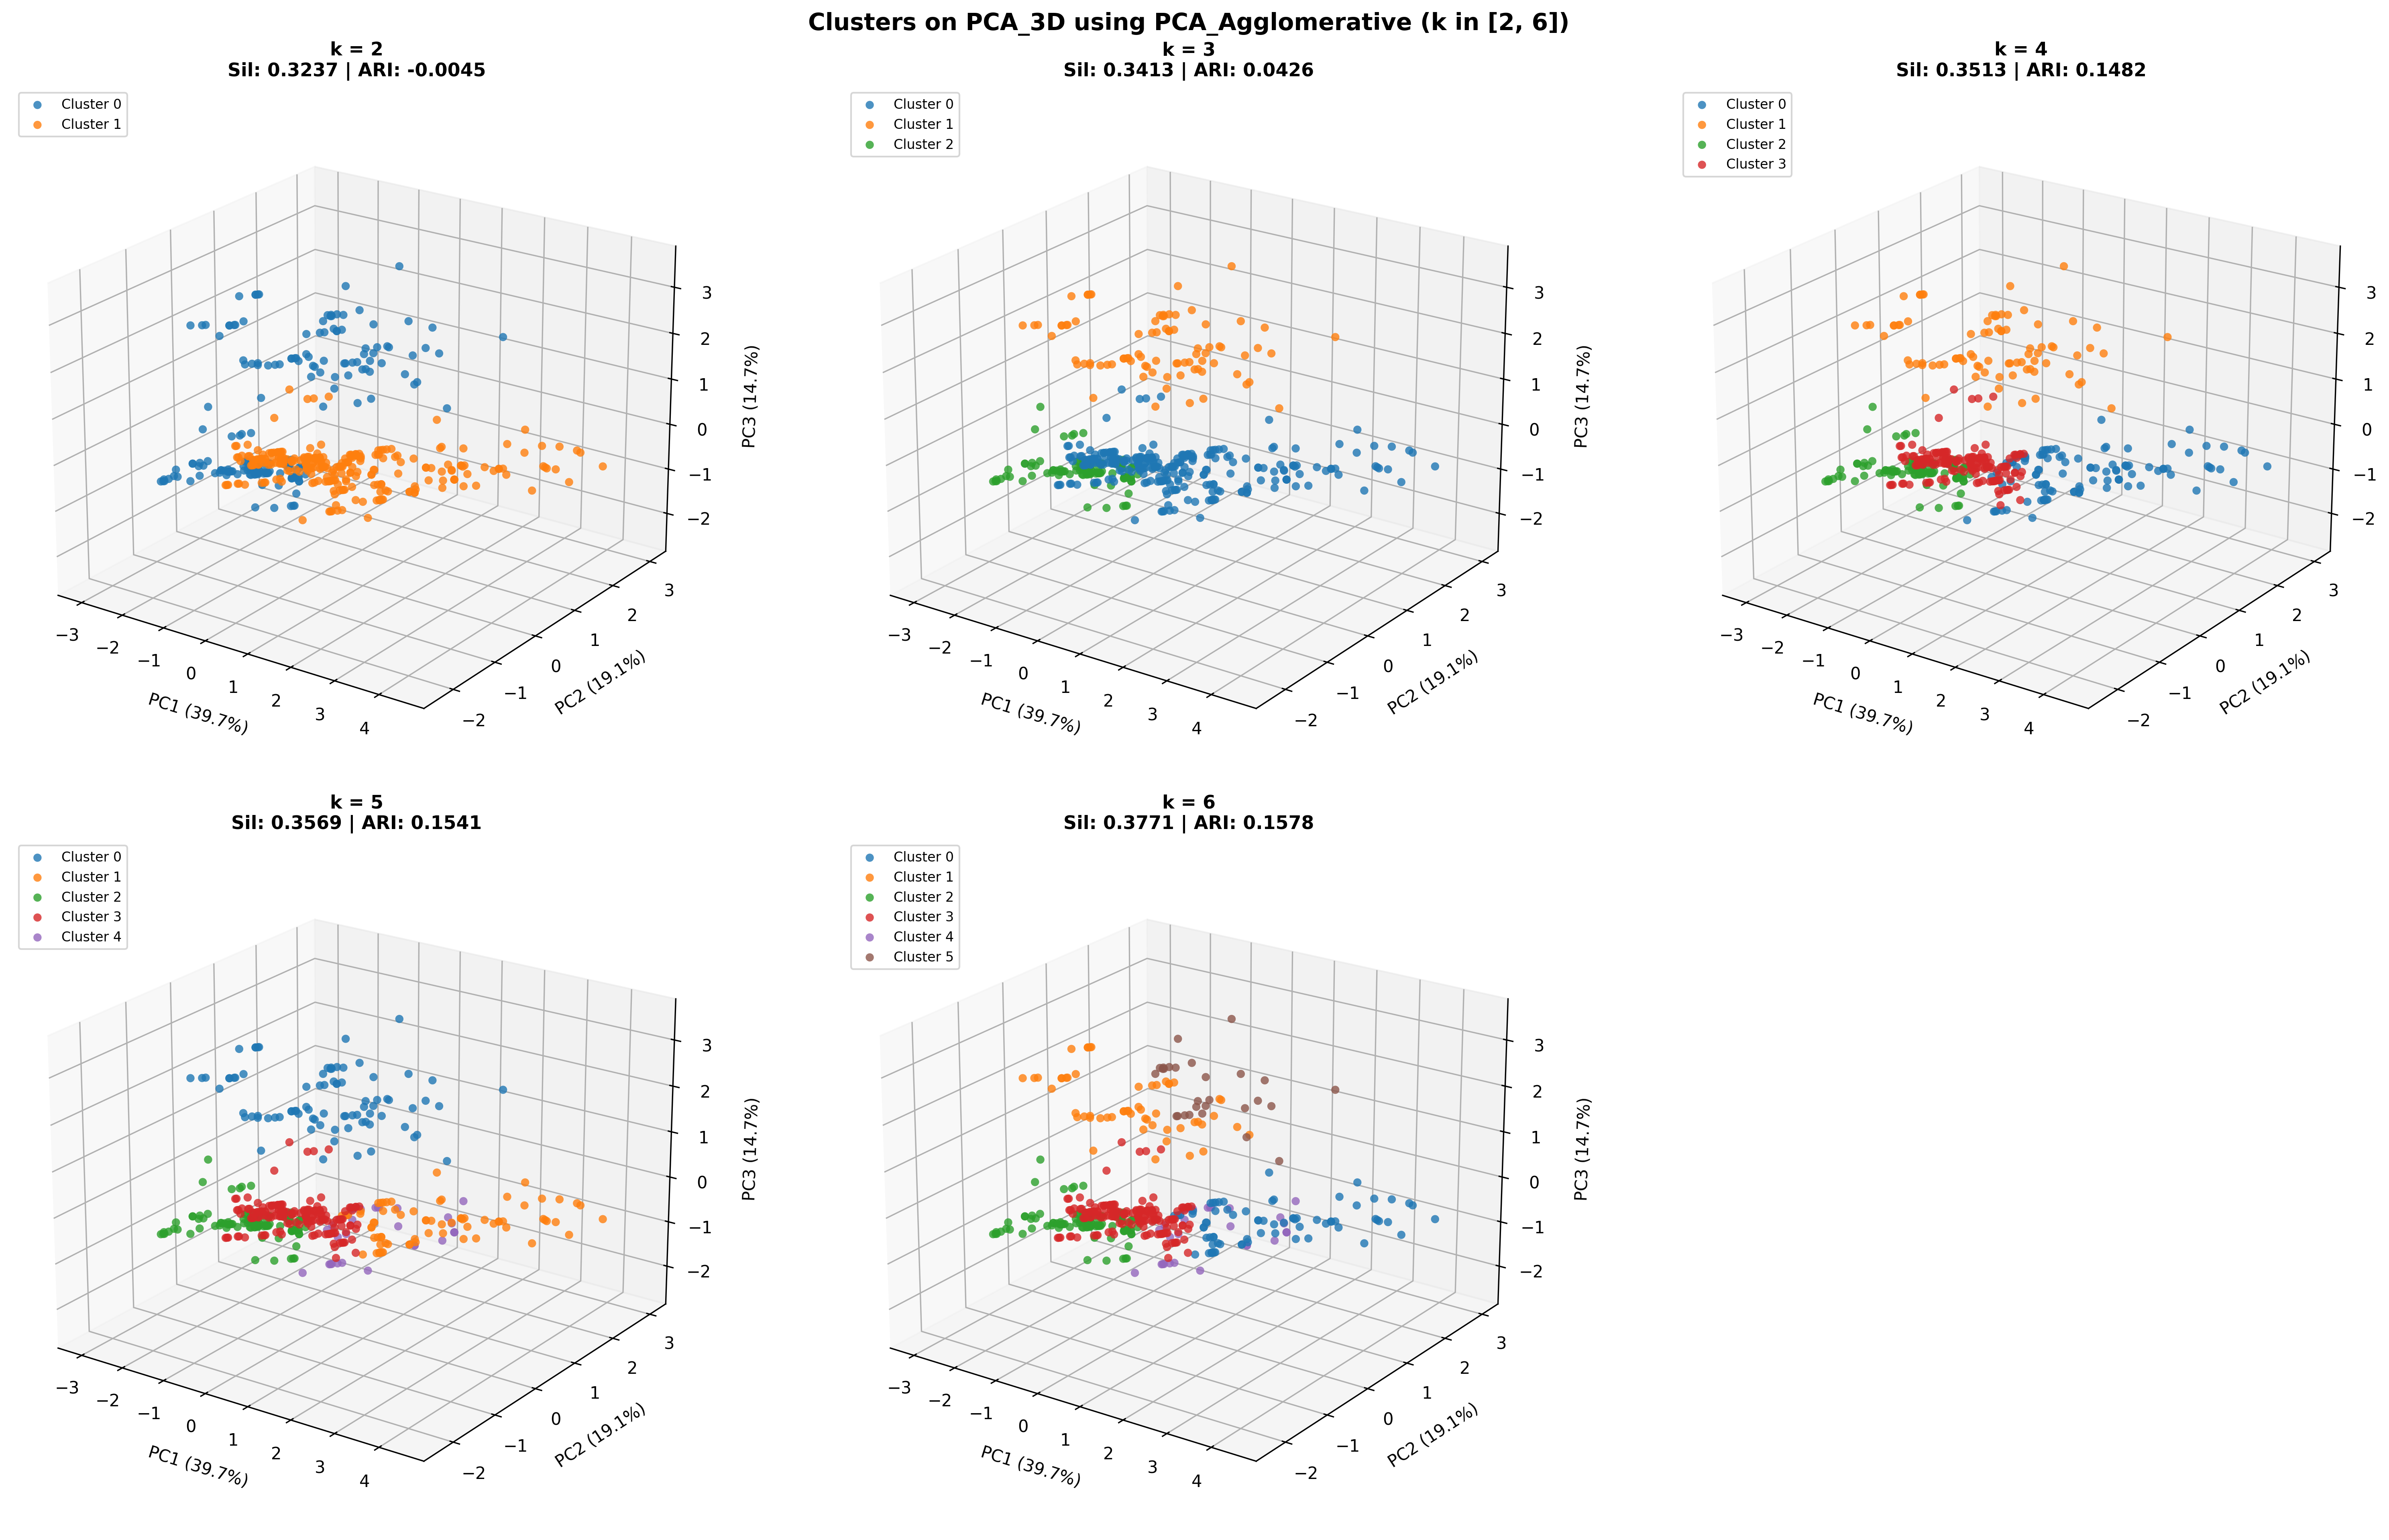 Clusters on PCA_3D using PCA_Agglomerative (k in [2, 6])
k = 2
Sil: 0.3237 | ARI: -0.0045
Cluster 0
Cluster 1
3
2
1
0
−1
−2
PC3 (14.7%)
−3
−2
−1
0
1
2
3
4
PC1 (39.7%)
−2
−1
0
1
2
3
PC2 (19.1%)
k = 3
Sil: 0.3413 | ARI: 0.0426
Cluster 0
Cluster 1
Cluster 2
3
2
1
0
−1
−2
PC3 (14.7%)
−3
−2
−1
0
1
2
3
4
PC1 (39.7%)
−2
−1
0
1
2
3
PC2 (19.1%)
k = 4
Sil: 0.3513 | ARI: 0.1482
Cluster 0
Cluster 1
Cluster 2
Cluster 3
3
2
1
0
−1
−2
−3
−2
−1
0
1
2
3
4
PC1 (39.7%)
−2
−1
0
1
2
3
PC2 (19.1%)
k = 5
Sil: 0.3569 | ARI: 0.1541
Cluster 0
Cluster 1
Cluster 2
Cluster 3
Cluster 4
3
2
1
0
−1
−2
PC3 (14.7%)
−3
−2
−1
0
1
2
3
4
PC1 (39.7%)
−2
−1
0
1
2
3
PC2 (19.1%)
k = 6
Sil: 0.3771 | ARI: 0.1578
Cluster 0
Cluster 1
Cluster 2
Cluster 3
Cluster 4
Cluster 5
3
2
1
0
−1
−2
PC3 (14.7%)
−3
−2
−1
0
1
2
3
4
PC1 (39.7%)
−2
−1
0
1
2
3
PC2 (19.1%)